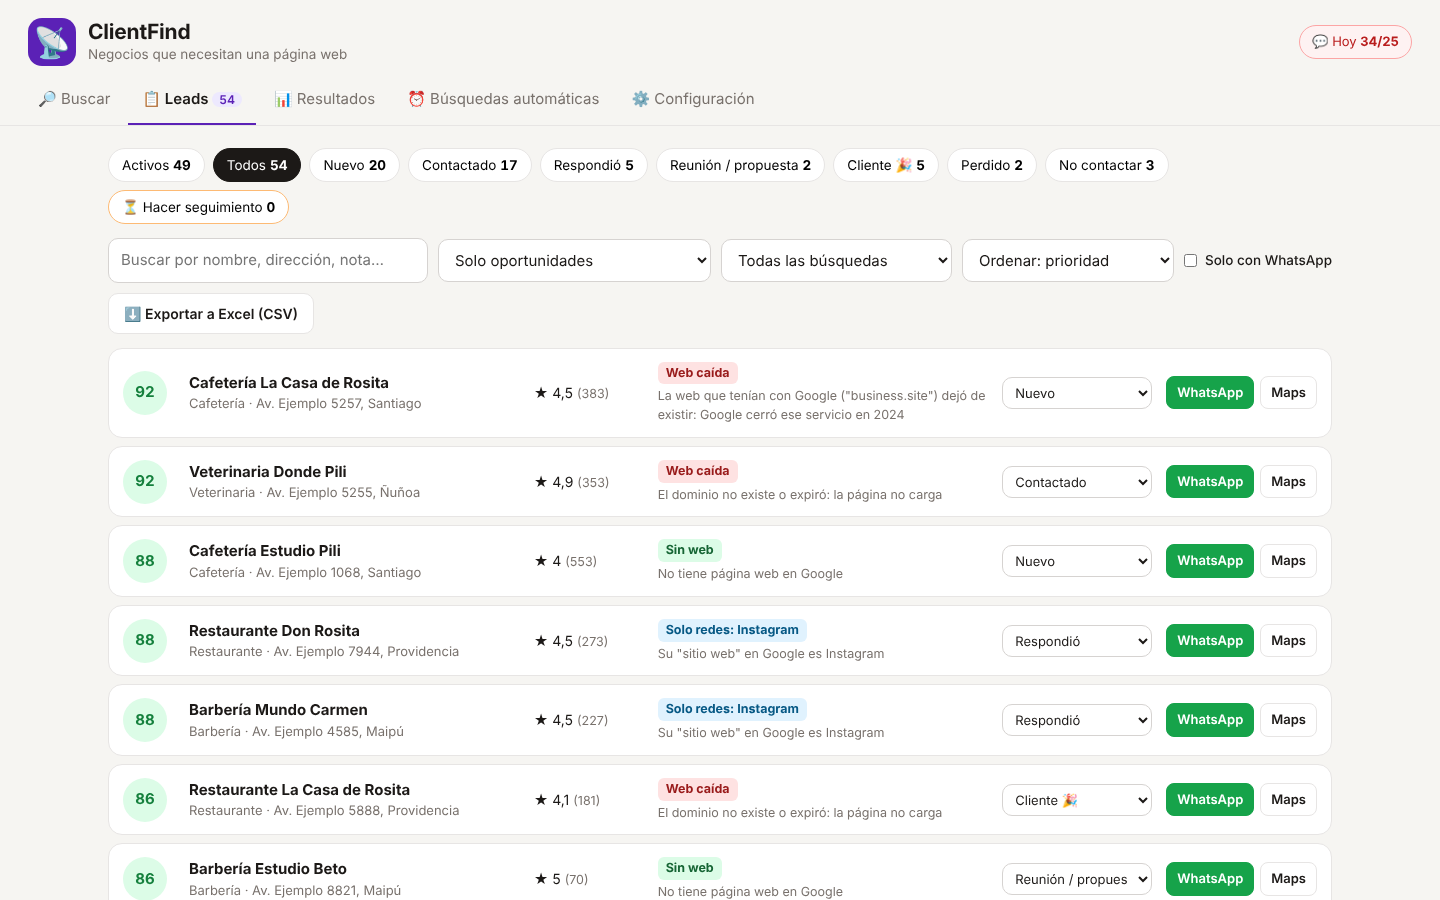 ClientFind
Negocios que necesitan una página web
💬 Hoy 34/25
🔎 Buscar
📋 Leads 54
📊 Resultados
⏰ Búsquedas automáticas
⚙️ Configuración
Activos 49
Todos 54
Nuevo 20
Contactado 17
Respondió 5
Reunión / propuesta 2
Cliente 🎉 5
Perdido 2
No contactar 3
⏳ Hacer seguimiento 0
Buscar por nombre, dirección, nota...
Solo oportunidades
Todas las búsquedas
Ordenar: prioridad
Solo con WhatsApp
⬇️ Exportar a Excel (CSV)
92
Cafetería La Casa de Rosita
Cafetería · Av. Ejemplo 5257, Santiago
★ 4,5 (383)
Web caída
La web que tenían con Google ("business.site") dejó de
existir: Google cerró ese servicio en 2024
Nuevo
WhatsApp
Maps
92
Veterinaria Donde Pili
Veterinaria · Av. Ejemplo 5255, Ñuñoa
★ 4,9 (353)
Web caída
El dominio no existe o expiró: la página no carga
Contactado
WhatsApp
Maps
88
Cafetería Estudio Pili
Cafetería · Av. Ejemplo 1068, Santiago
★ 4 (553)
Sin web
No tiene página web en Google
Nuevo
WhatsApp
Maps
88
Restaurante Don Rosita
Restaurante · Av. Ejemplo 7944, Providencia
★ 4,5 (273)
Solo redes: Instagram
Su "sitio web" en Google es Instagram
Respondió
WhatsApp
Maps
88
Barbería Mundo Carmen
Barbería · Av. Ejemplo 4585, Maipú
★ 4,5 (227)
Solo redes: Instagram
Su "sitio web" en Google es Instagram
Respondió
WhatsApp
Maps
86
Restaurante La Casa de Rosita
Restaurante · Av. Ejemplo 5888, Providencia
★ 4,1 (181)
Web caída
El dominio no existe o expiró: la página no carga
Cliente 🎉
WhatsApp
Maps
86
Barbería Estudio Beto
Barbería · Av. Ejemplo 8821, Maipú
★ 5 (70)
Sin web
No tiene página web en Google
Reunión / propues
WhatsApp
Maps